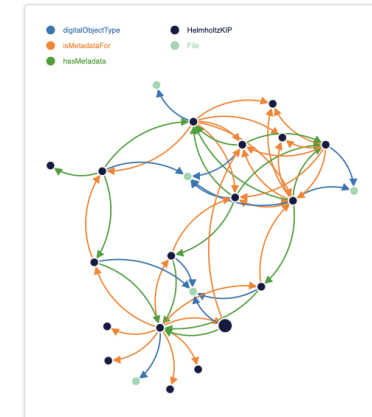 digitalObjectType
HelmholtzKIP
isMetadataFor
File
hasMetadata